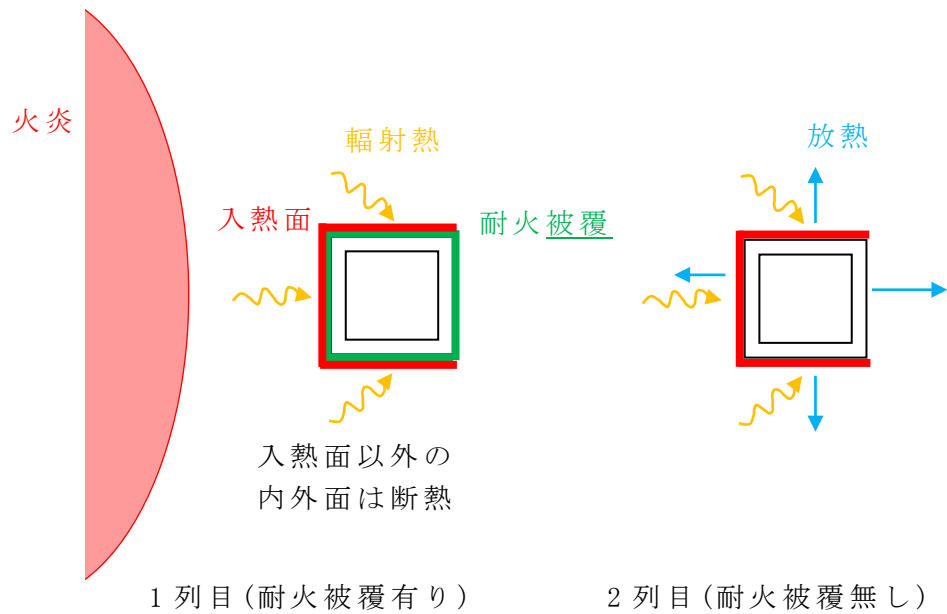 火炎
輻射熱
放熱
入熱面
耐火被覆
入熱面以外の
内外面は断熱
1列目(耐火被覆有り)
2列目(耐火被覆無し)